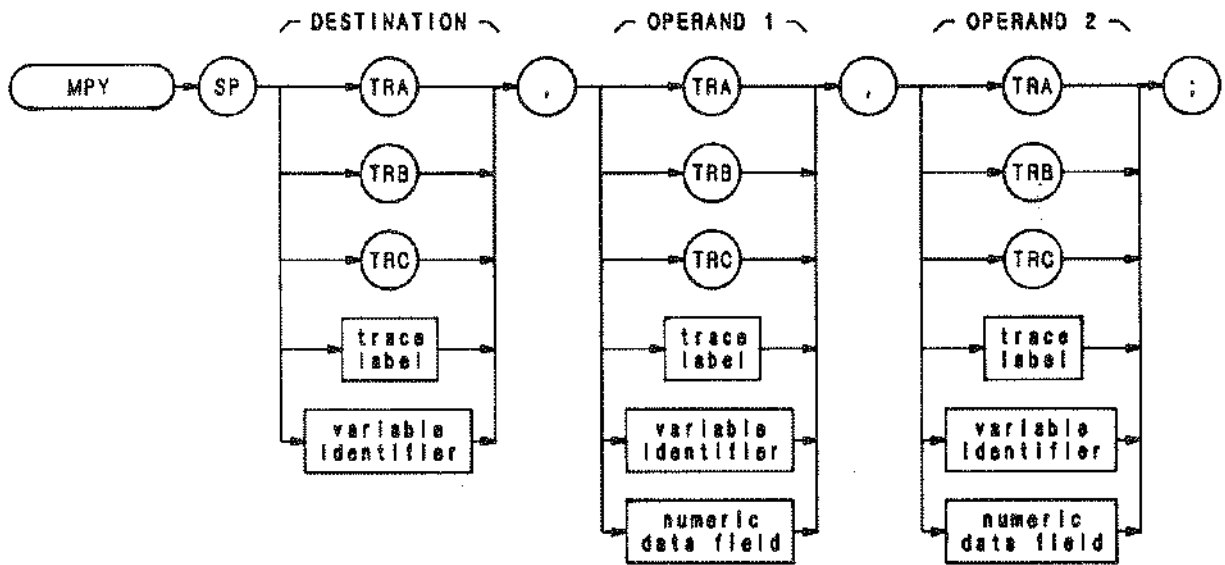 DESTINATION OPERAND 1 OPERAND 2
MPY SP TRA , TRA , TRA ;
TRB TRB TRB
TRC TRC TRC
trace trace trace
label label label
variable variable variable
identifier identifier identifier
numeric numeric
data field data field